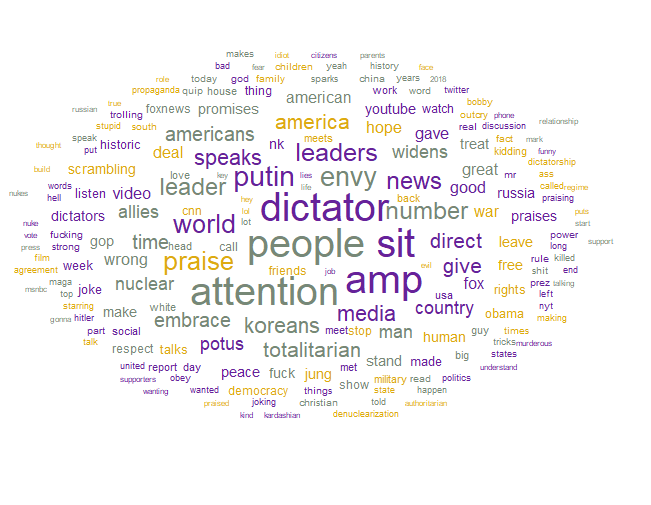 makes idiot citizens parents
bad fear children yeah history face
role today god family sparks china years 2018
propaganda quip house thing american work word twitter
russian true foxnews promises youtube watch bobby
trolling america outcry phone relationship
stupid south americans meets hope gave real discussion
speak historic nk leaders treat fact mark
thought put deal speaks widens kidding funny
scrambling putin lies envy great dictatorship
build love key life news good ass
nukes words leader called regime
hell listen video dictator back russia praising
dictators allies cnn hey number war praises puts
nuke world lol start
vote fucking gop time lot people sit direct leave power
press strong head call long support
film wrong praise friends evil give free rule killed
agreement week nuclear job amp fox shit end
msnbc maga joke attention rights prez talking
top white usa left
starring make media country obama nyt
gonna hitler embrace koreans making
part social meet stop man human guy times
talk respect talks potus totalitarian tricks murderous
big states
united report day peace met stand made understand
supporters obey fuck jung military read politics
wanting wanted democracy things show state happen
praised joking christian told authoritarian
kind kardashian denuclearization